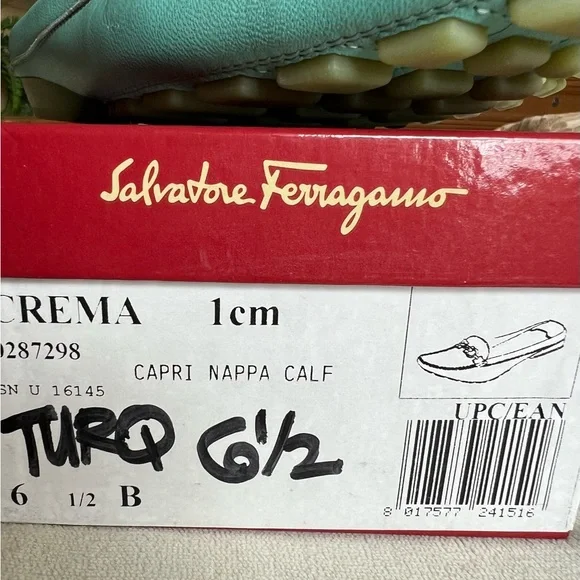 Salvatore Ferragamo
CREMA 1cm
0287298
CAPRI NAPPA CALF
SN U 16145
UPC/EAN
TURQ 6 1/2
6 1/2 B
8 017577 241516